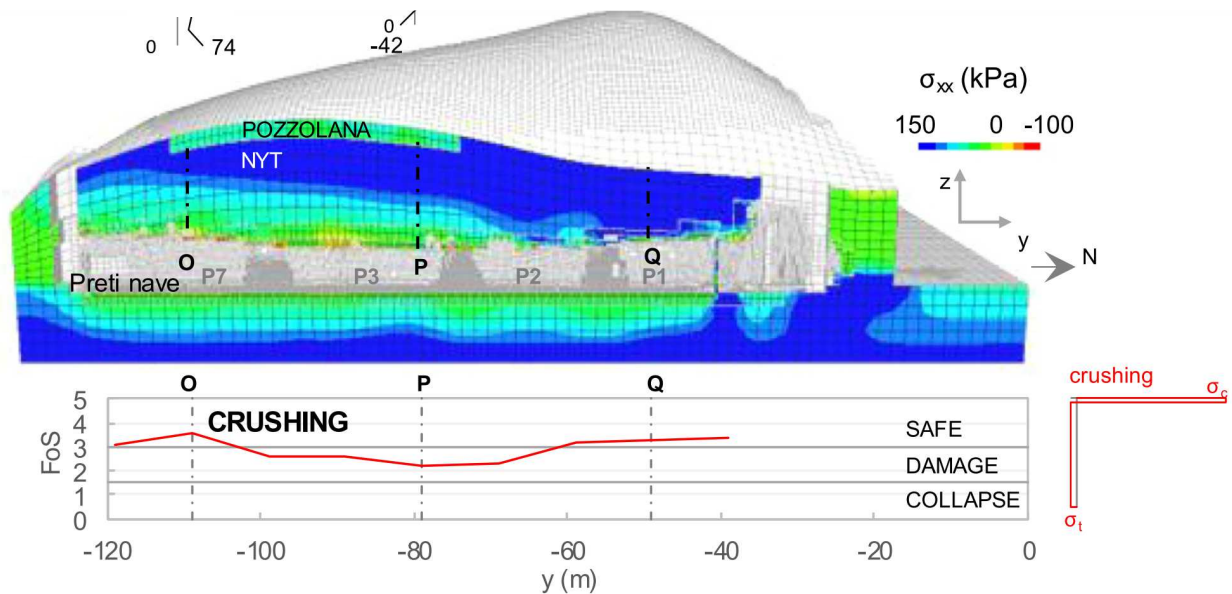 0
74
0
-42
σxx (kPa)
150 0 -100
POZZOLANA
NYT
z
y
N
O
P
Q
P7
P3
P2
P1
Preti nave
O
P
Q
crushing
σc
σt
5
4
3
2
1
0
FoS
CRUSHING
SAFE
DAMAGE
COLLAPSE
-120 -100 -80 -60 -40 -20 0
y (m)